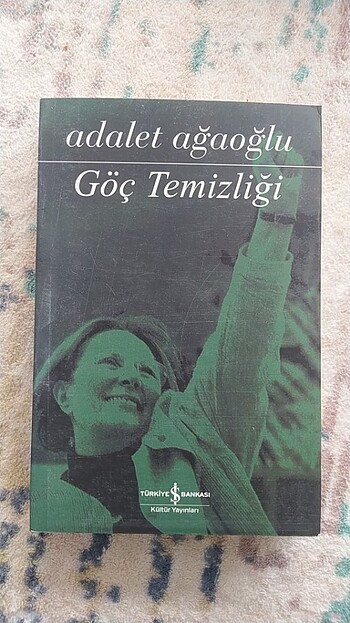 adalet ağaoğlu
Göç Temizliği
TÜRKİYE İŞ BANKASI
Kültür Yayınları